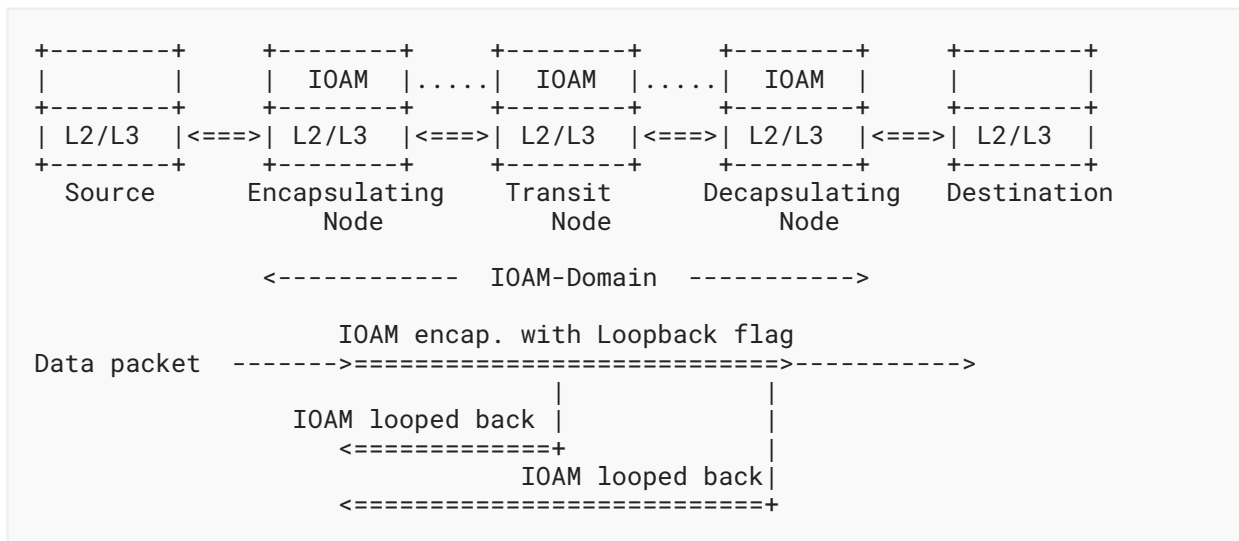 +--------+     +--------+     +--------+     +--------+     +--------+
|        |     |  IOAM  |.....|  IOAM  |.....|  IOAM  |     |        |
+--------+     +--------+     +--------+     +--------+     +--------+
| L2/L3  |<===>| L2/L3  |<===>| L2/L3  |<===>| L2/L3  |<===>| L2/L3  |
+--------+     +--------+     +--------+     +--------+     +--------+
  Source      Encapsulating    Transit      Decapsulating   Destination
                   Node           Node           Node

               <------------  IOAM-Domain  ----------->

                    IOAM encap. with Loopback flag
Data packet  ------->============================>----------->
                                   |             |
                 IOAM looped back  |             |
                    <=============+              |
                                IOAM looped back|
                    <============================+